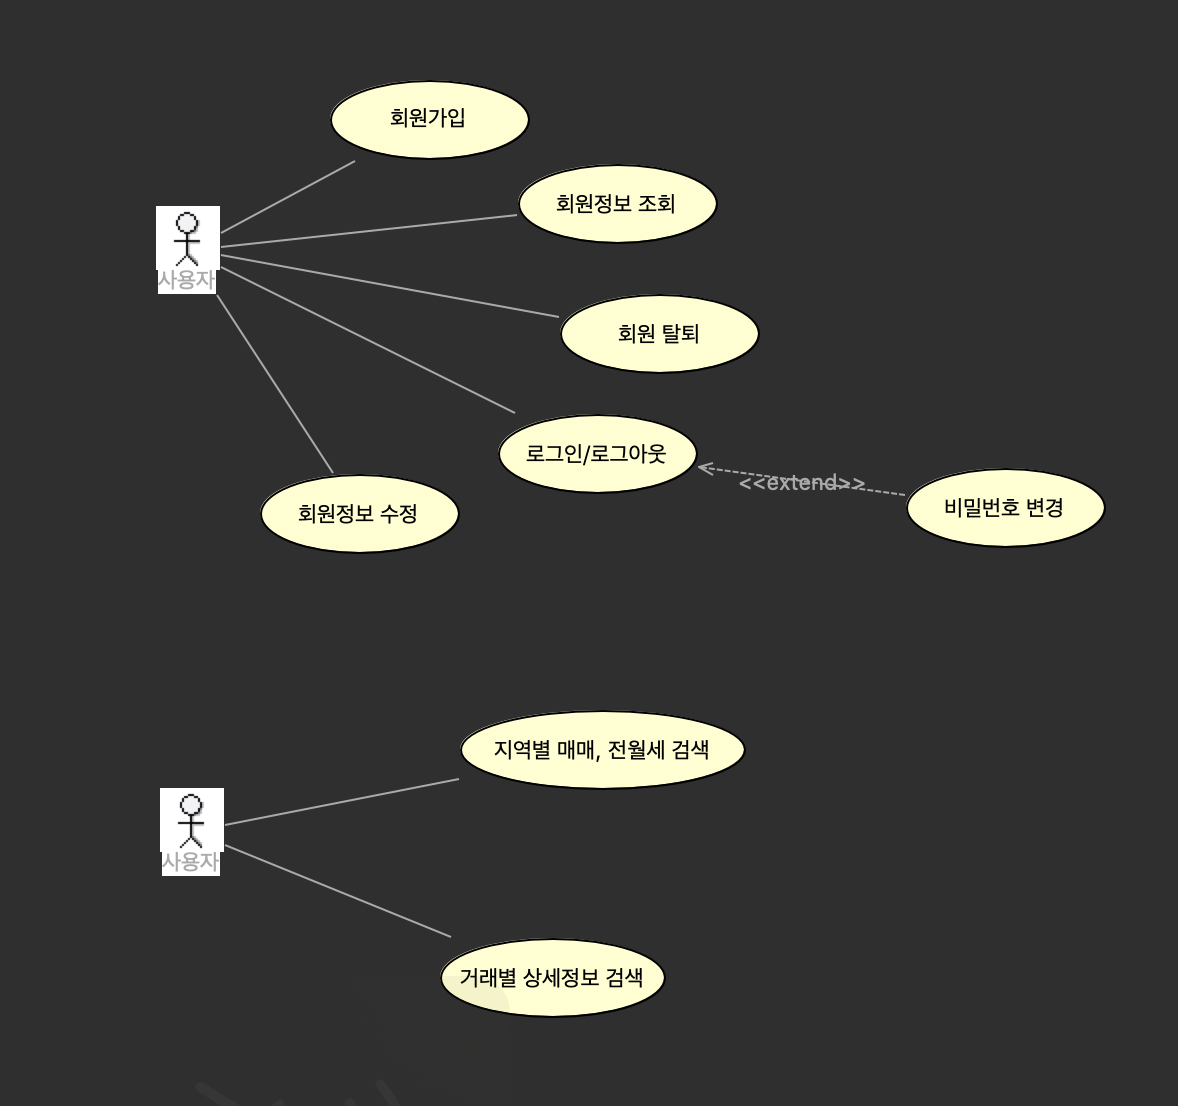 회원가입
회원정보 조회
사용자
회원 탈퇴
로그인/로그아웃
<<extend>>
비밀번호 변경
회원정보 수정
지역별 매매, 전월세 검색
사용자
거래별 상세정보 검색